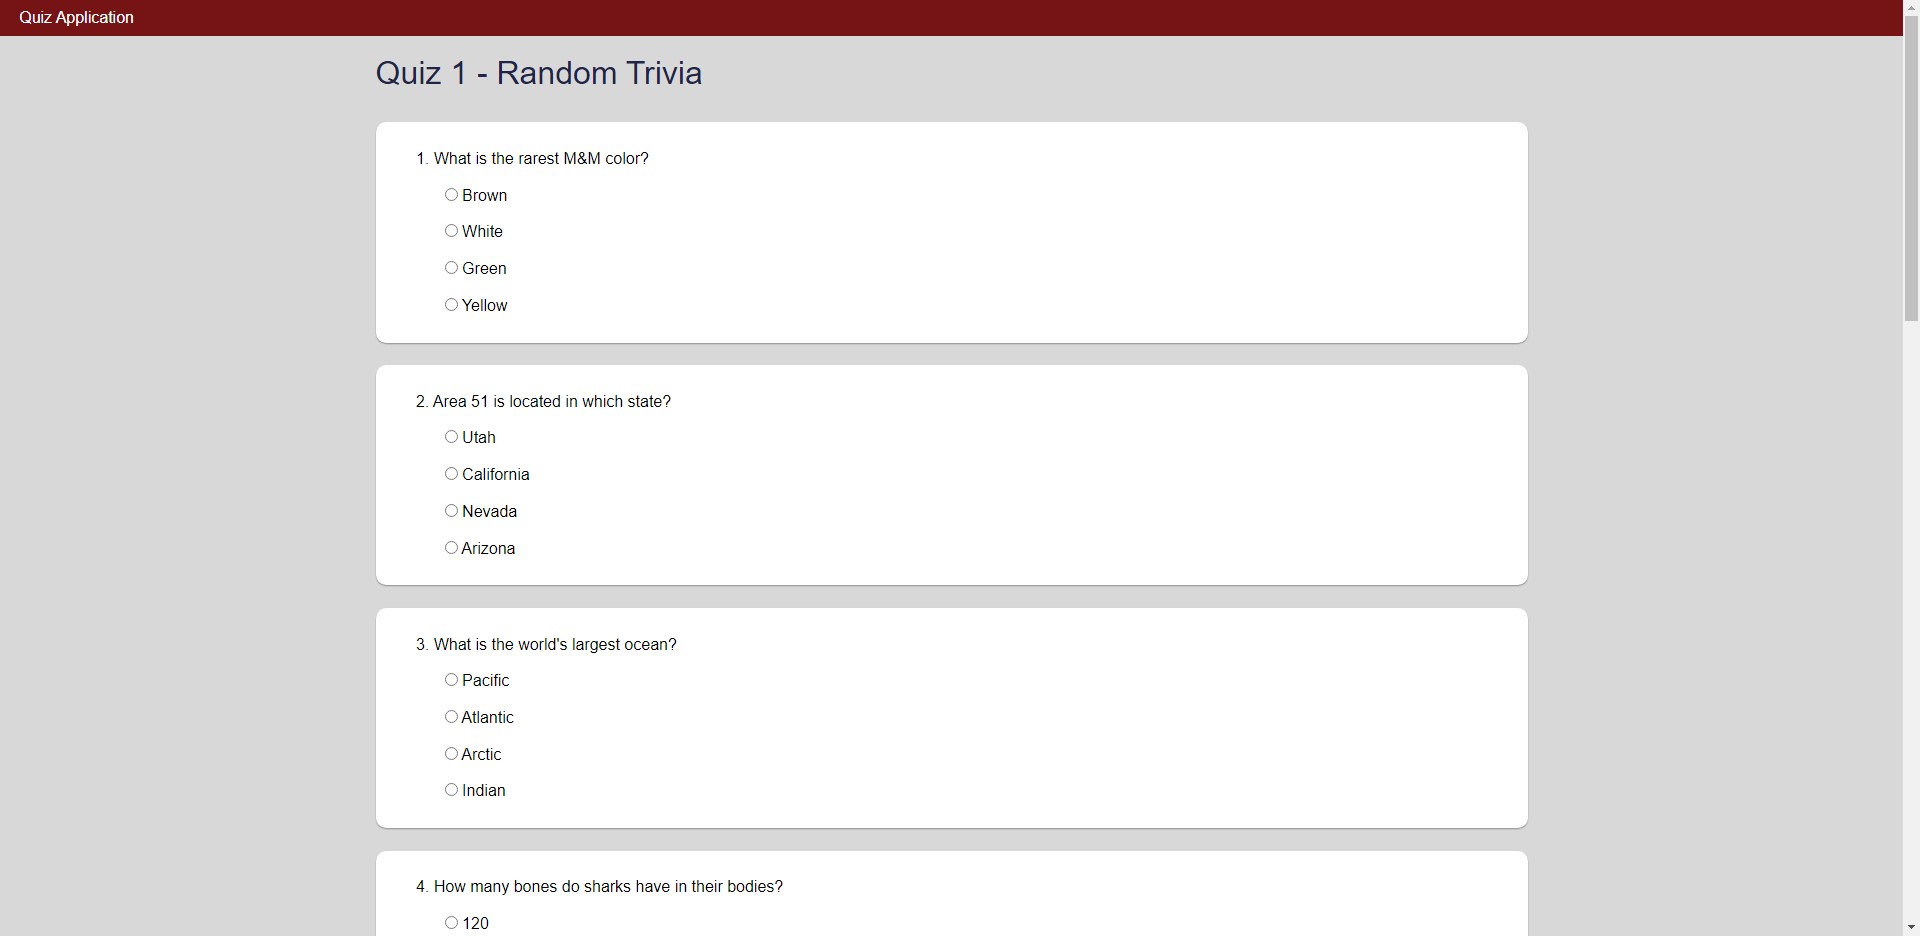 Quiz Application
Quiz 1 - Random Trivia
1. What is the rarest M&M color?
Brown
White
Green
Yellow
2. Area 51 is located in which state?
Utah
California
Nevada
Arizona
3. What is the world's largest ocean?
Pacific
Atlantic
Arctic
Indian
4. How many bones do sharks have in their bodies?
120